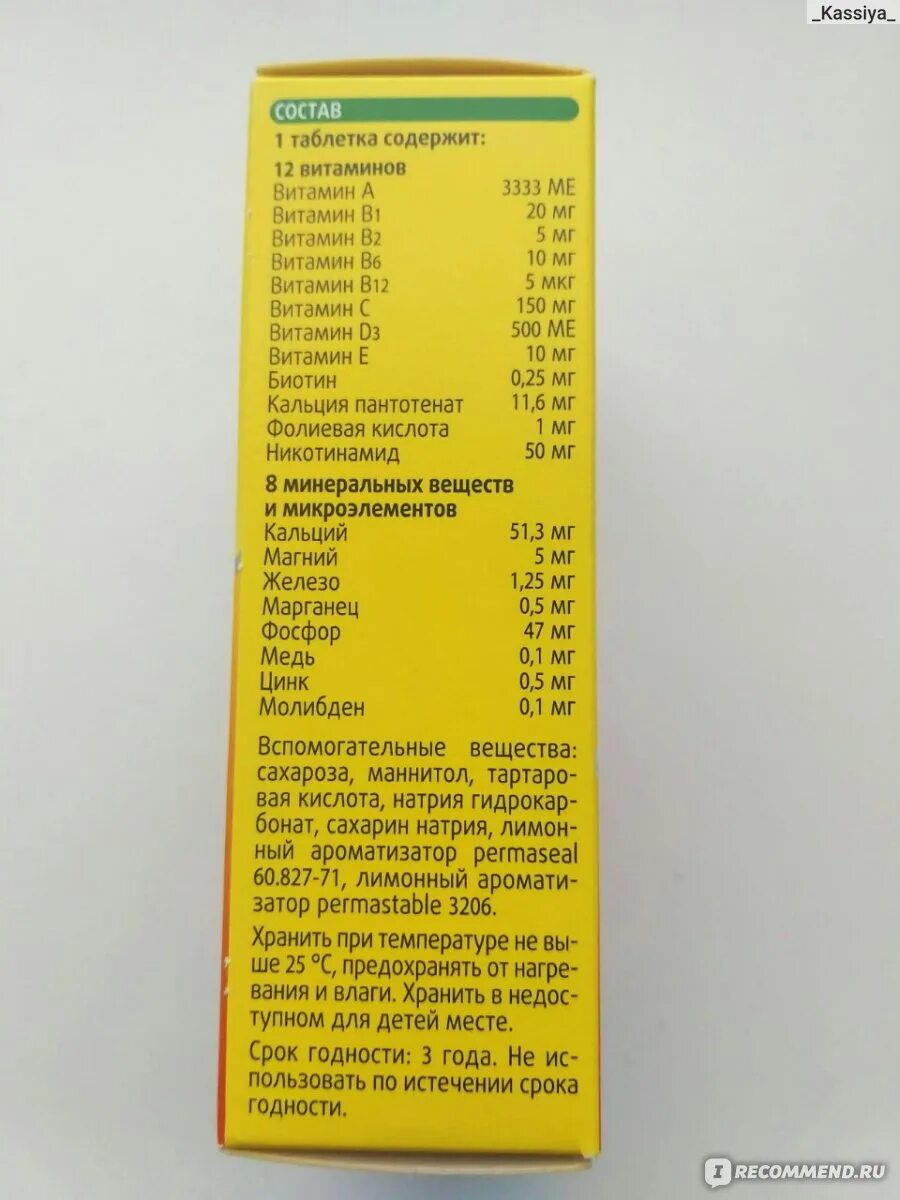 _Kassiya_
СОСТАВ
1 таблетка содержит:
12 витаминов
Витамин А 3333 МЕ
Витамин В1 20 мг
Витамин В2 5 мг
Витамин В6 10 мг
Витамин В12 5 мкг
Витамин С 150 мг
Витамин D3 500 МЕ
Витамин Е 10 мг
Биотин 0,25 мг
Кальция пантотенат 11,6 мг
Фолиевая кислота 1 мг
Никотинамид 50 мг
8 минеральных веществ
и микроэлементов
Кальций 51,3 мг
Магний 5 мг
Железо 1,25 мг
Марганец 0,5 мг
Фосфор 47 мг
Медь 0,1 мг
Цинк 0,5 мг
Молибден 0,1 мг
Вспомогательные вещества:
сахароза, маннитол, тартаро-
вая кислота, натрия гидрокар-
бонат, сахарин натрия, лимон-
ный ароматизатор permaseal
60.827-71, лимонный аромати-
затор permastable 3206.
Хранить при температуре не вы-
ше 25 °С, предохранять от нагре-
вания и влаги. Хранить в недос-
тупном для детей месте.
Срок годности: 3 года. Не ис-
пользовать по истечении срока
годности.
I RECOMMEND.RU